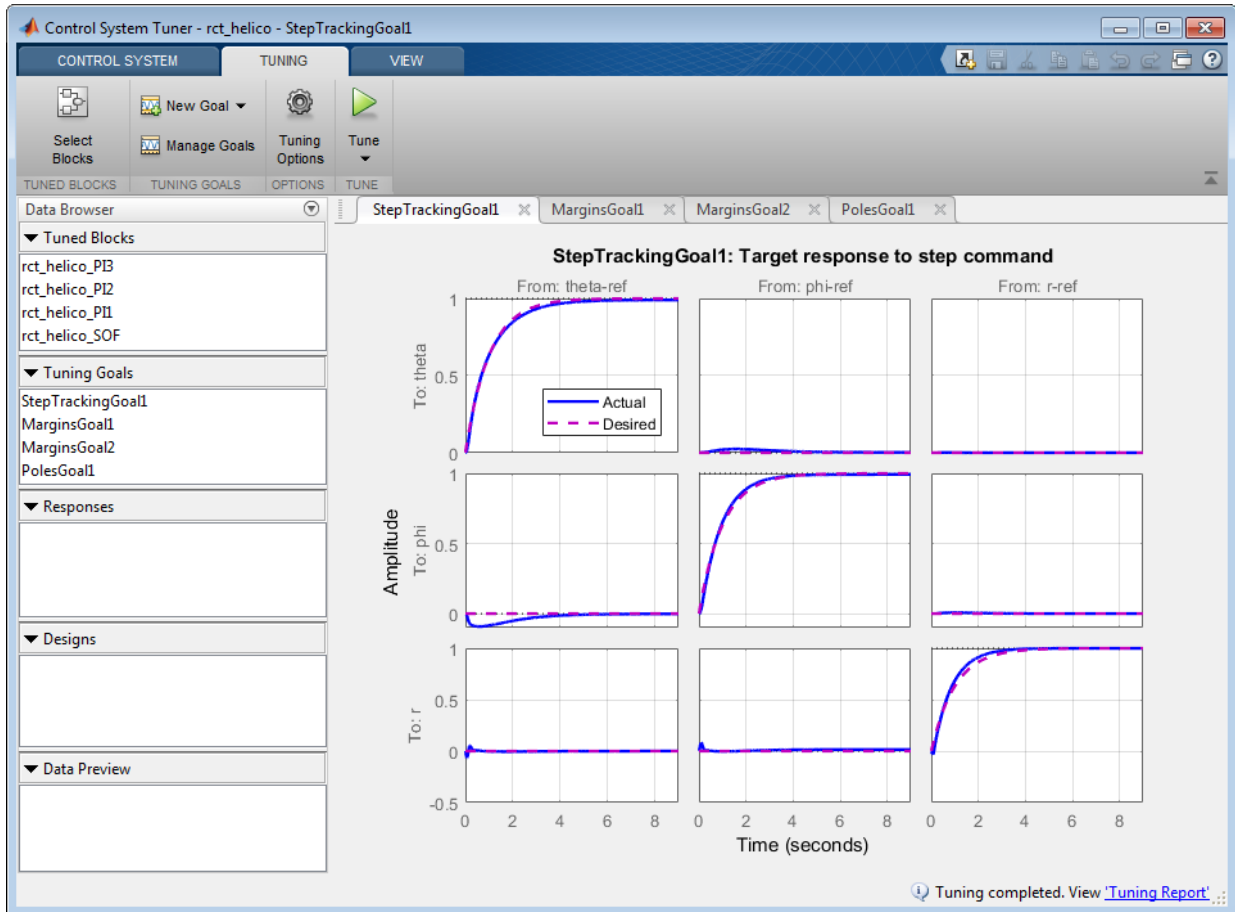 Control System Tuner - rct_helico - StepTrackingGoal1
CONTROL SYSTEM TUNING VIEW
?
New Goal
Select Blocks
Manage Goals
Tuning Options
Tune
TUNED BLOCKS TUNING GOALS OPTIONS TUNE
Data Browser
Tuned Blocks
rct_helico_PI3
rct_helico_PI2
rct_helico_PI1
rct_helico_SOF
Tuning Goals
StepTrackingGoal1
MarginsGoal1
MarginsGoal2
PolesGoal1
Responses
Designs
Data Preview
StepTrackingGoal1 MarginsGoal1 MarginsGoal2 PolesGoal1
StepTrackingGoal1: Target response to step command
From: theta-ref From: phi-ref From: r-ref
To: theta
1
0.5
0
Actual
Desired
Amplitude
To: phi
1
0.5
0
To: r
1
0.5
0
-0.5
0 2 4 6 8 0 2 4 6 8 0 2 4 6 8
Time (seconds)
Tuning completed. View 'Tuning Report'